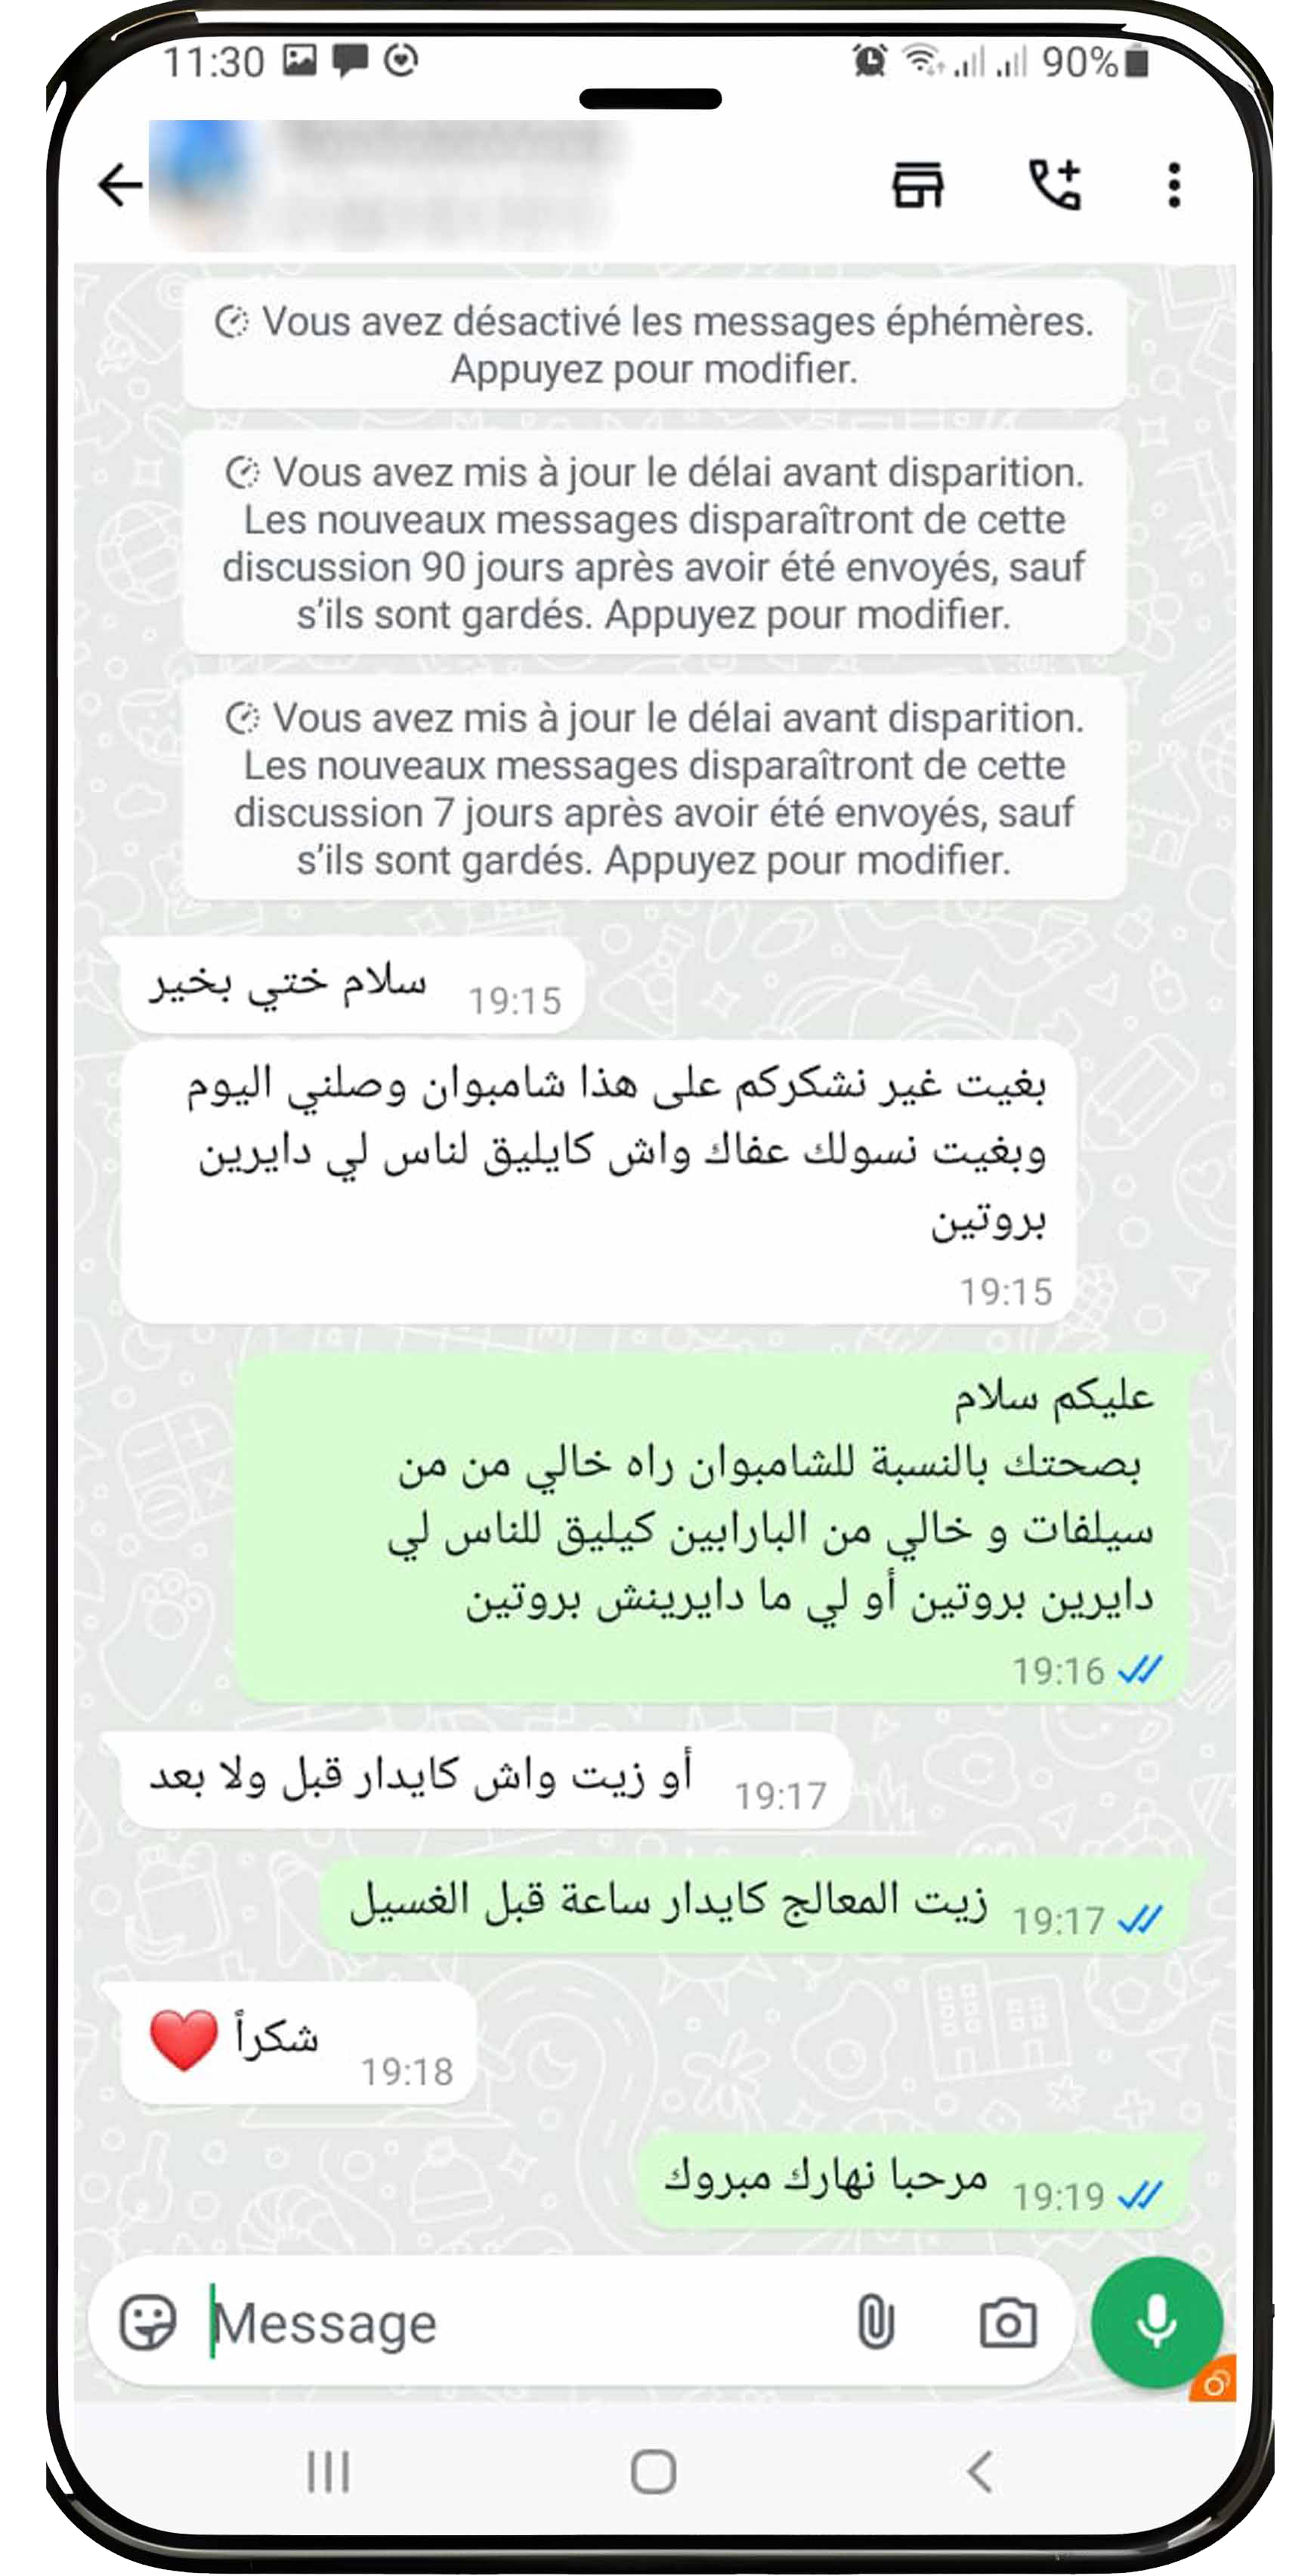 11:30
90%
Vous avez désactivé les messages éphémères.
Appuyez pour modifier.
Vous avez mis à jour le délai avant disparition.
Les nouveaux messages disparaîtront de cette
discussion 90 jours après avoir été envoyés, sauf
s’ils sont gardés. Appuyez pour modifier.
Vous avez mis à jour le délai avant disparition.
Les nouveaux messages disparaîtront de cette
discussion 7 jours après avoir été envoyés, sauf
s’ils sont gardés. Appuyez pour modifier.
سلام ختي بخير
19:15
بغيت غير نشكركم على هذا شامبوان وصلني اليوم
وبغيت نسولك عفاك واش كايليق لناس لي دايرين
بروتين
19:15
عليكم سلام
بصحتك بالنسبة للشامبوان راه خالي من من
سيلفات و خالي من البارابين كيليق للناس لي
دايرين بروتين أو لي ما دايرينش بروتين
19:16
أو زيت واش كايدار قبل ولا بعد
19:17
زيت المعالج كايدار ساعة قبل الغسيل
19:17
شكراً ❤️
19:18
مرحبا نهارك مبروك
19:19
Message